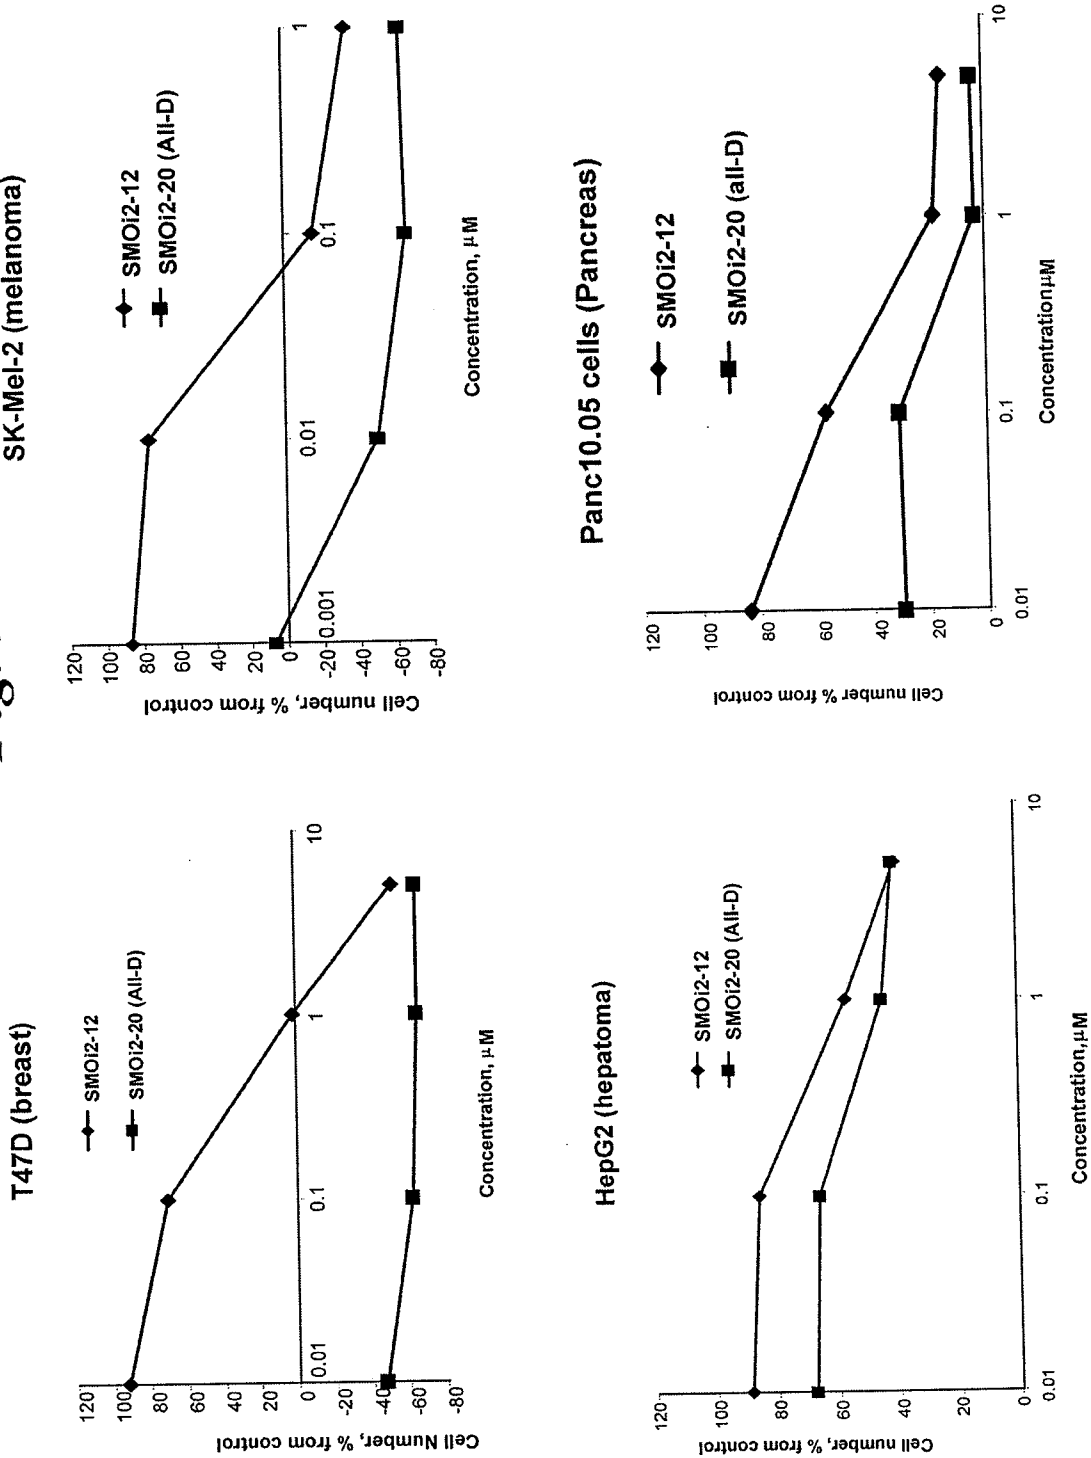 T47D (breast)
SMOi2-12
SMOi2-20 (All-D)
Cell Number, % from control
120
100
80
60
40
20
0
-20
-40
-60
-80
0.01
0.1
1
10
Concentration, µM
SK-Mel-2 (melanoma)
SMOi2-12
SMOi2-20 (All-D)
Cell number, % from control
120
100
80
60
40
20
0
-20
-40
-60
-80
0.001
0.01
0.1
1
Concentration, µM
HepG2 (hepatoma)
SMOi2-12
SMOi2-20 (All-D)
Cell number, % from control
120
100
80
60
40
20
0
0.01
0.1
1
10
Concentration,µM
Panc10.05 cells (Pancreas)
SMOi2-12
SMOi2-20 (all-D)
Cell number % from control
120
100
80
60
40
20
0
0.01
0.1
1
10
ConcentrationµM